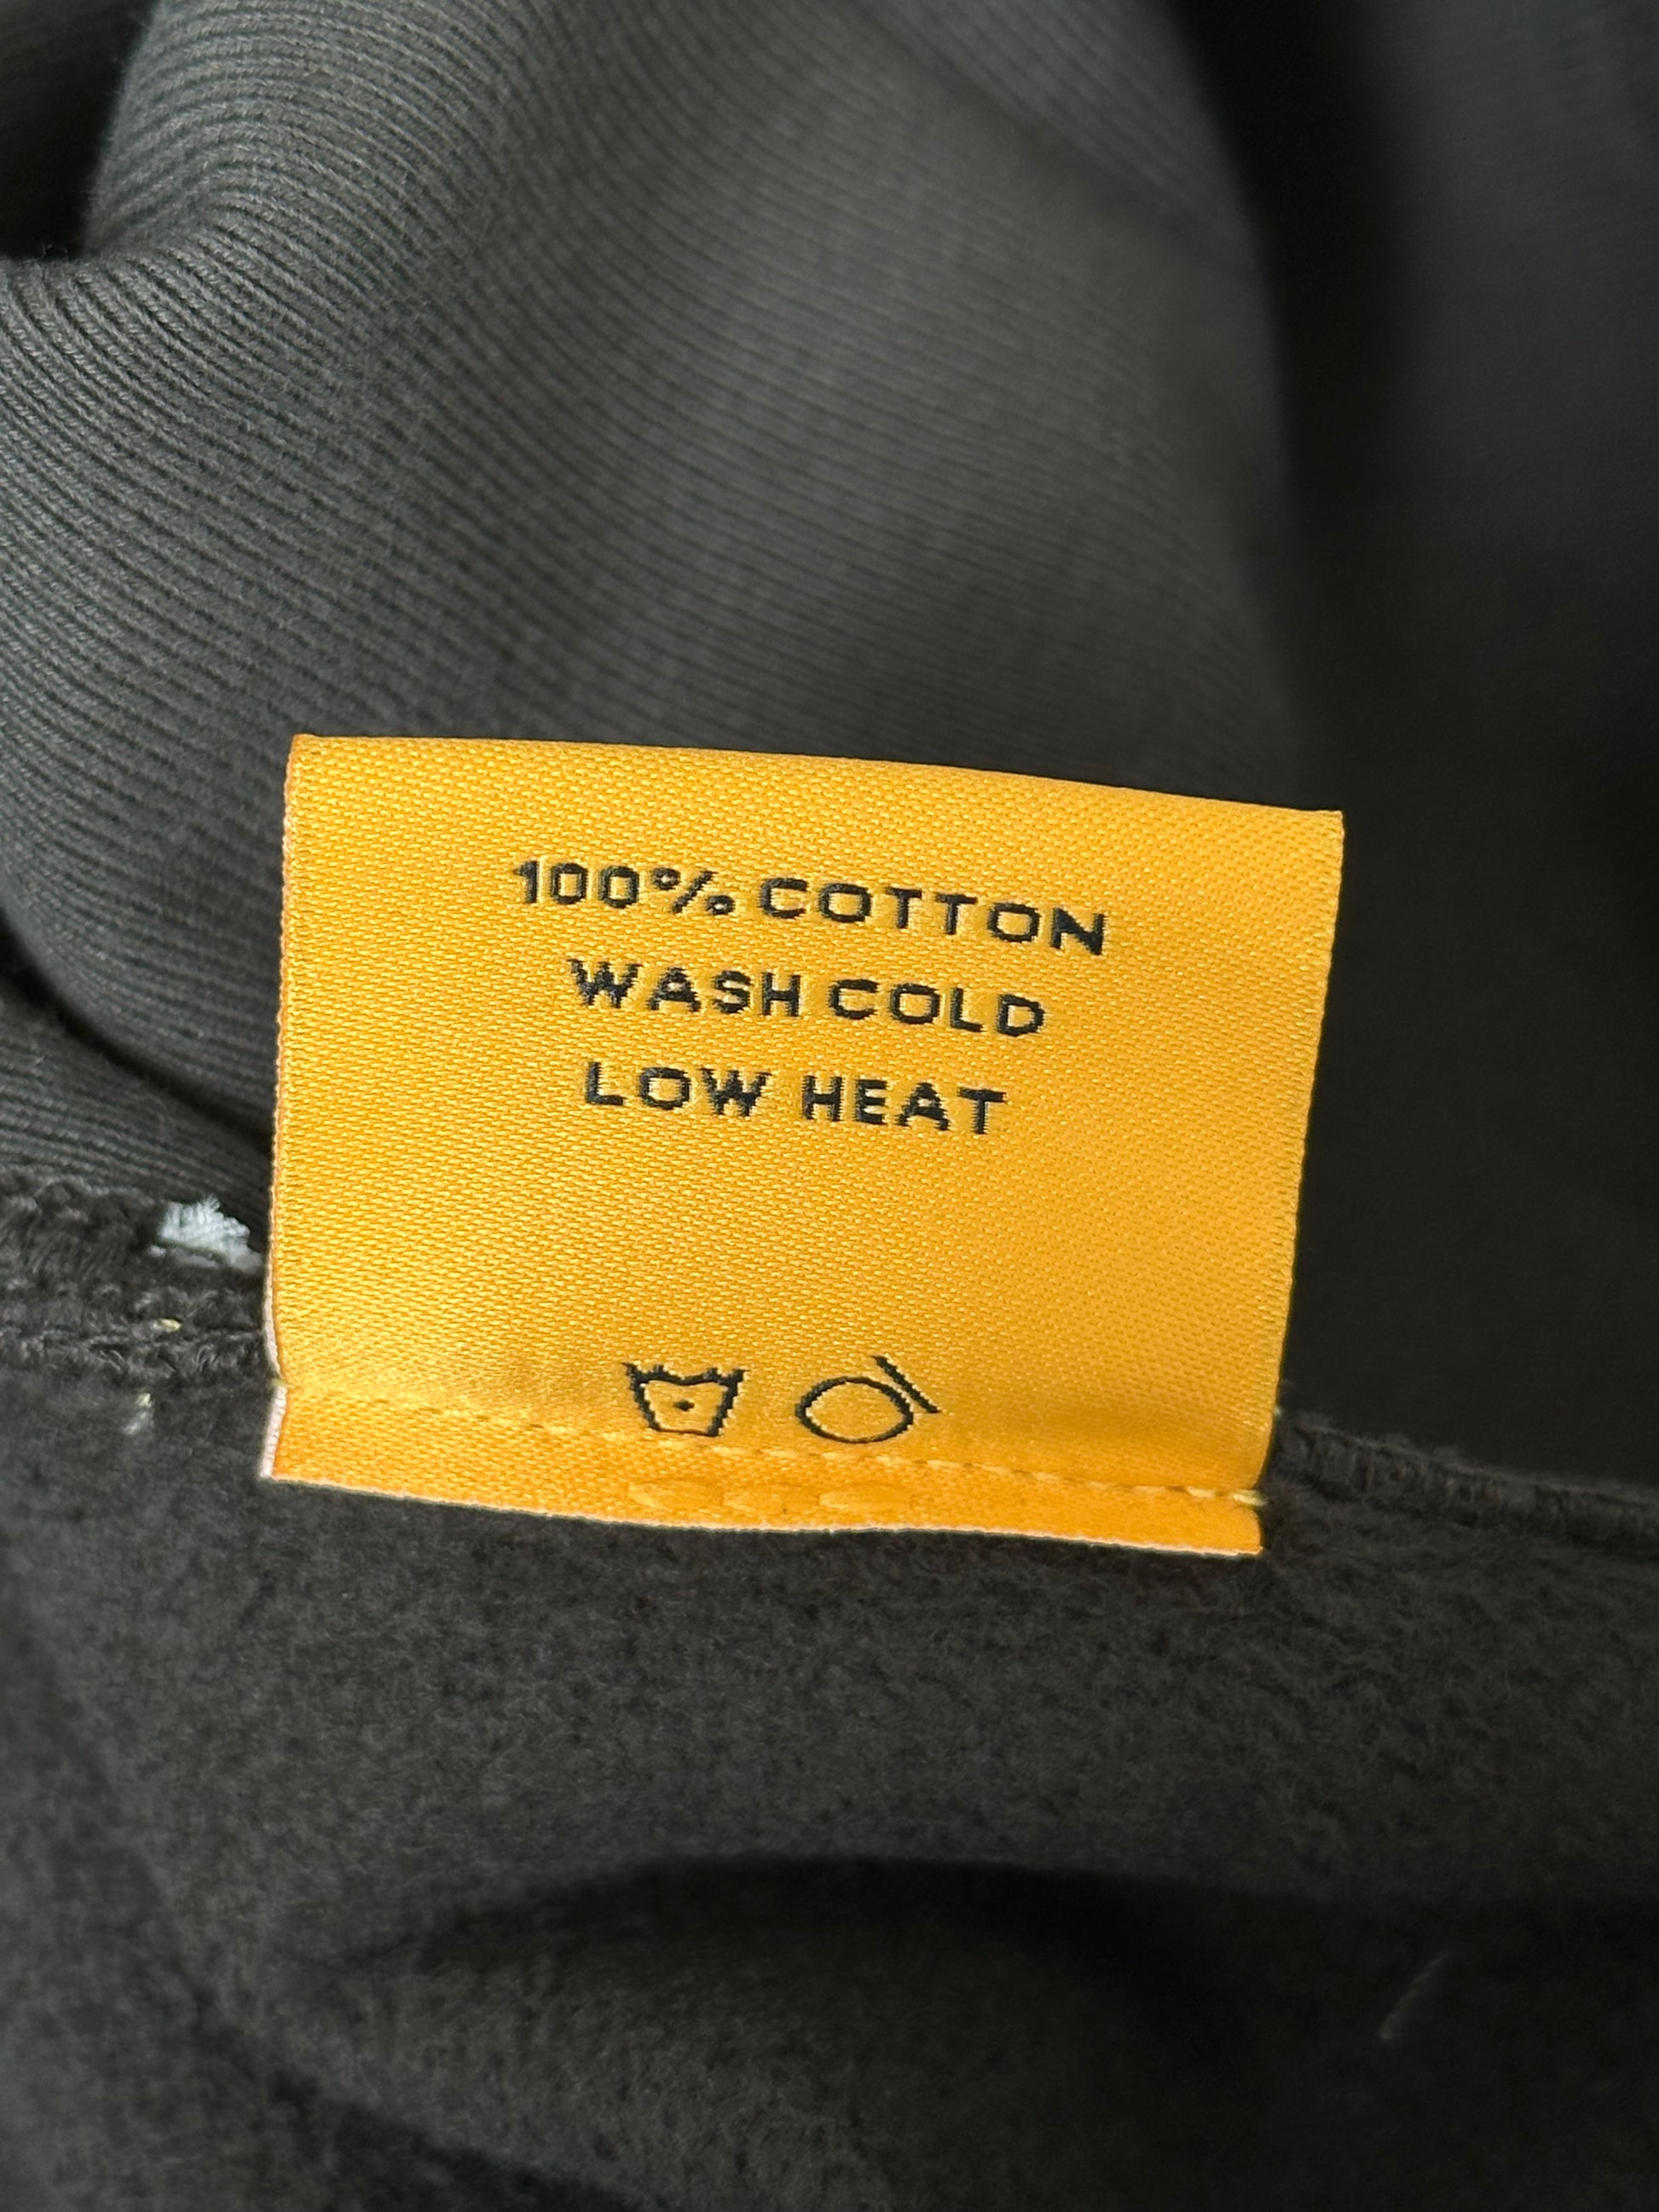 100% COTTON
WASH COLD
LOW HEAT